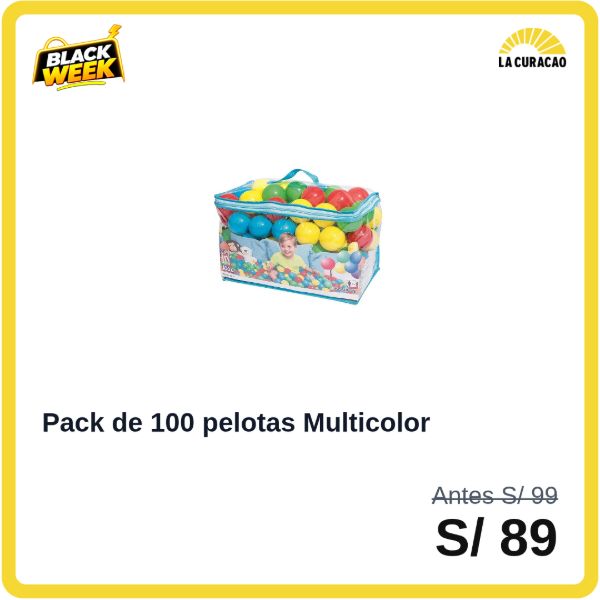 BLACK
WEEK
LA CURACAO
Pack de 100 pelotas Multicolor
Antes S/ 99
S/ 89